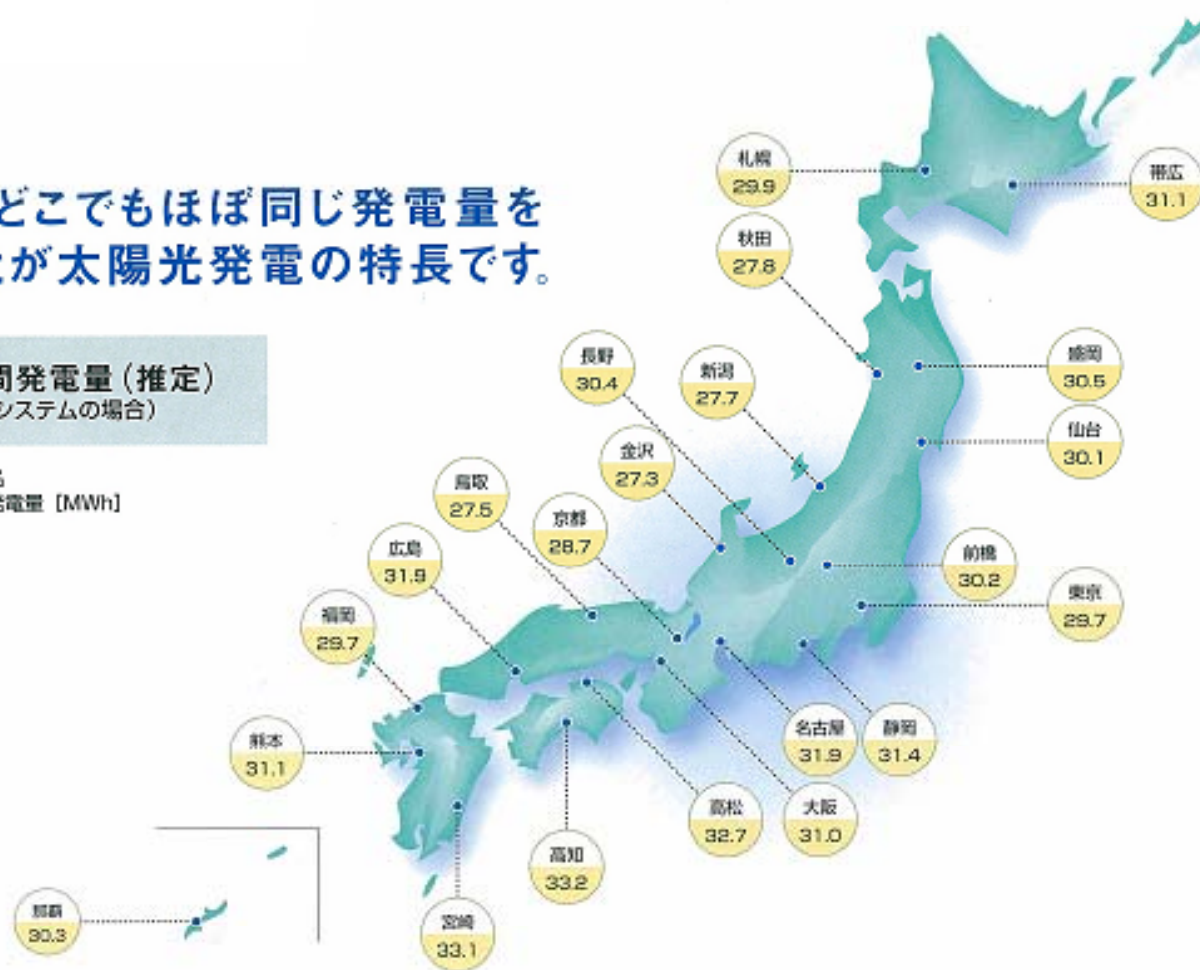 どこでもほぼ同じ発電量を
が太陽光発電の特長です。
間発電量(推定)
システムの場合)
発電量 [MWh]
札幌
29.9
帯広
31.1
秋田
27.8
長野
30.4
新潟
27.7
盛岡
30.5
金沢
27.3
仙台
30.1
鳥取
27.5
京都
28.7
広島
31.9
前橋
30.2
東京
29.7
福岡
29.7
熊本
31.1
名古屋
31.9
静岡
31.4
高松
32.7
大阪
31.0
高知
33.2
那覇
30.3
宮崎
33.1